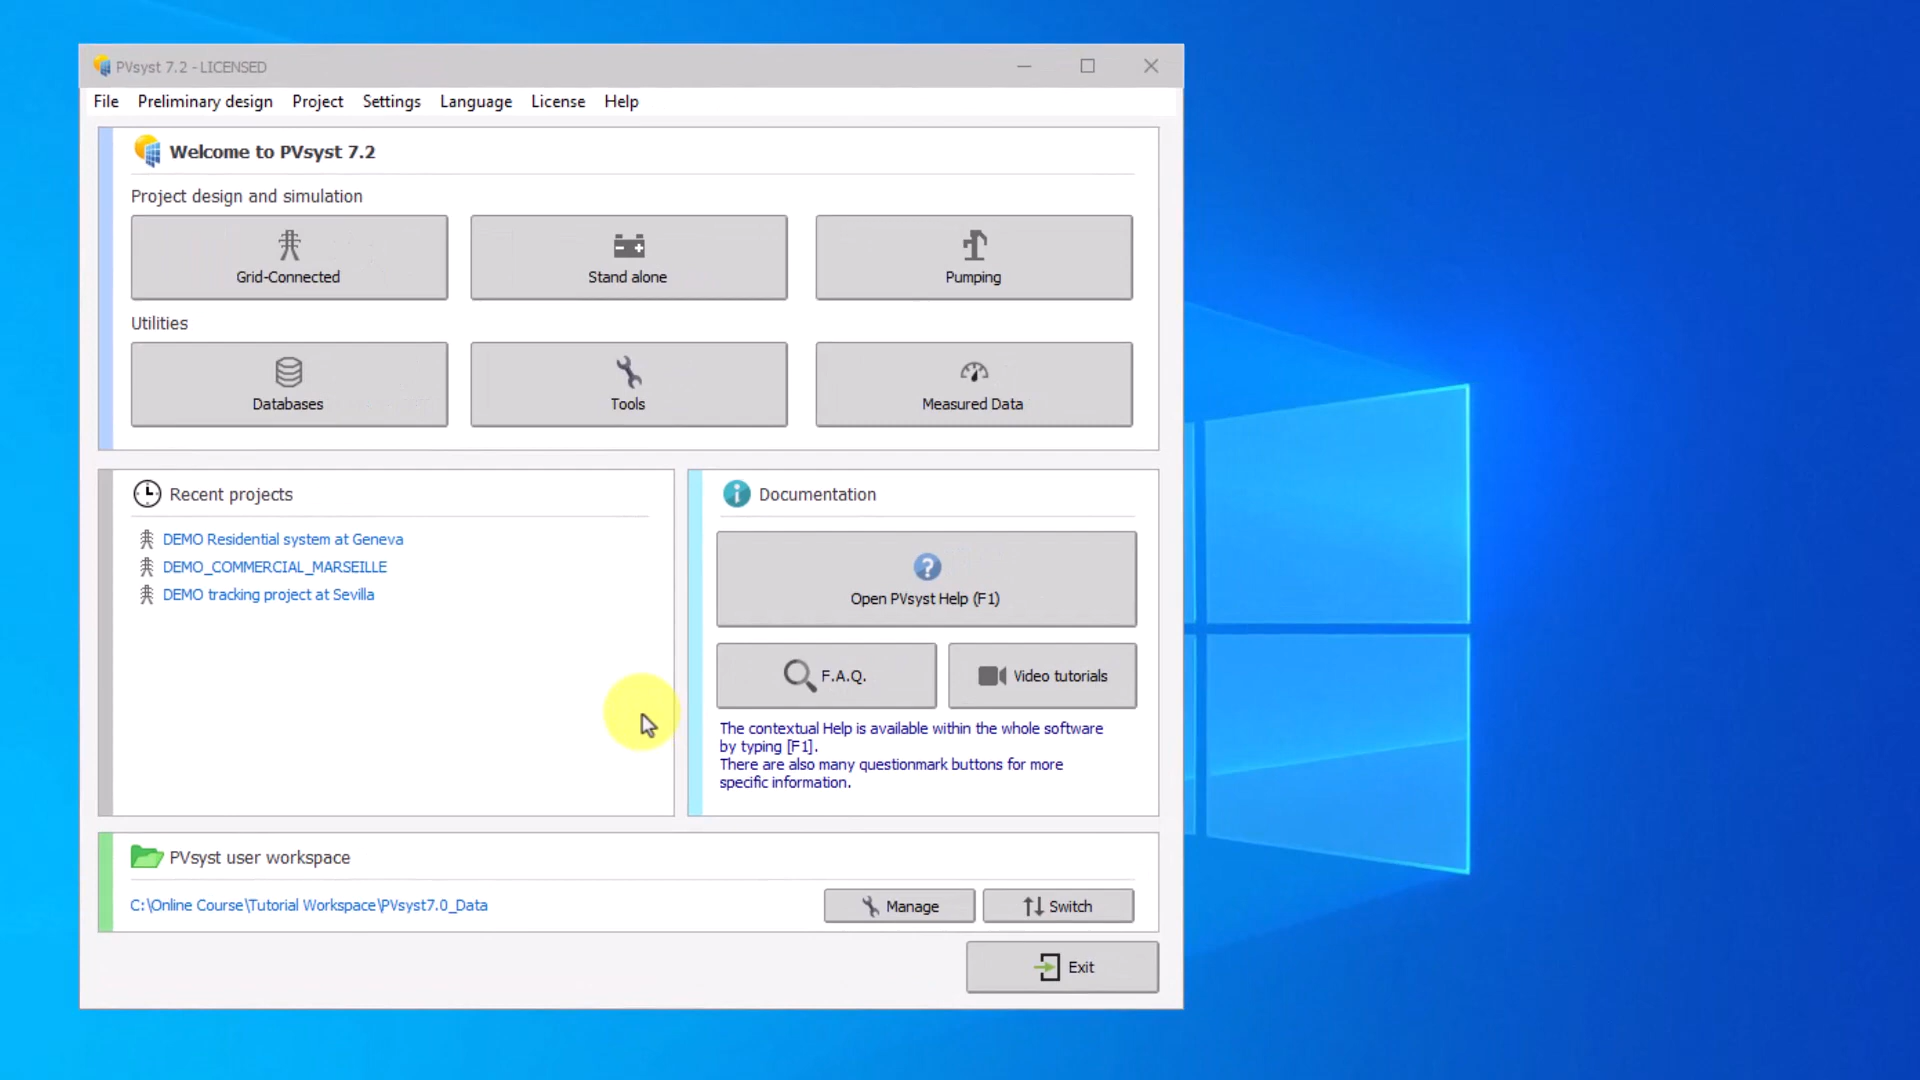 PVsyst 7.2 - LICENSED
File Preliminary design Project Settings Language License Help
Welcome to PVsyst 7.2
Project design and simulation
Grid-Connected
Stand alone
Pumping
Utilities
Databases
Tools
Measured Data
Recent projects
DEMO Residential system at Geneva
DEMO_COMMERCIAL_MARSEILLE
DEMO tracking project at Sevilla
Documentation
Open PVsyst Help (F1)
F.A.Q.
Video tutorials
The contextual Help is available within the whole software
by typing [F1].
There are also many questionmark buttons for more
specific information.
PVsyst user workspace
C:\Online Course\Tutorial Workspace\PVsyst7.0_Data
Manage
Switch
Exit